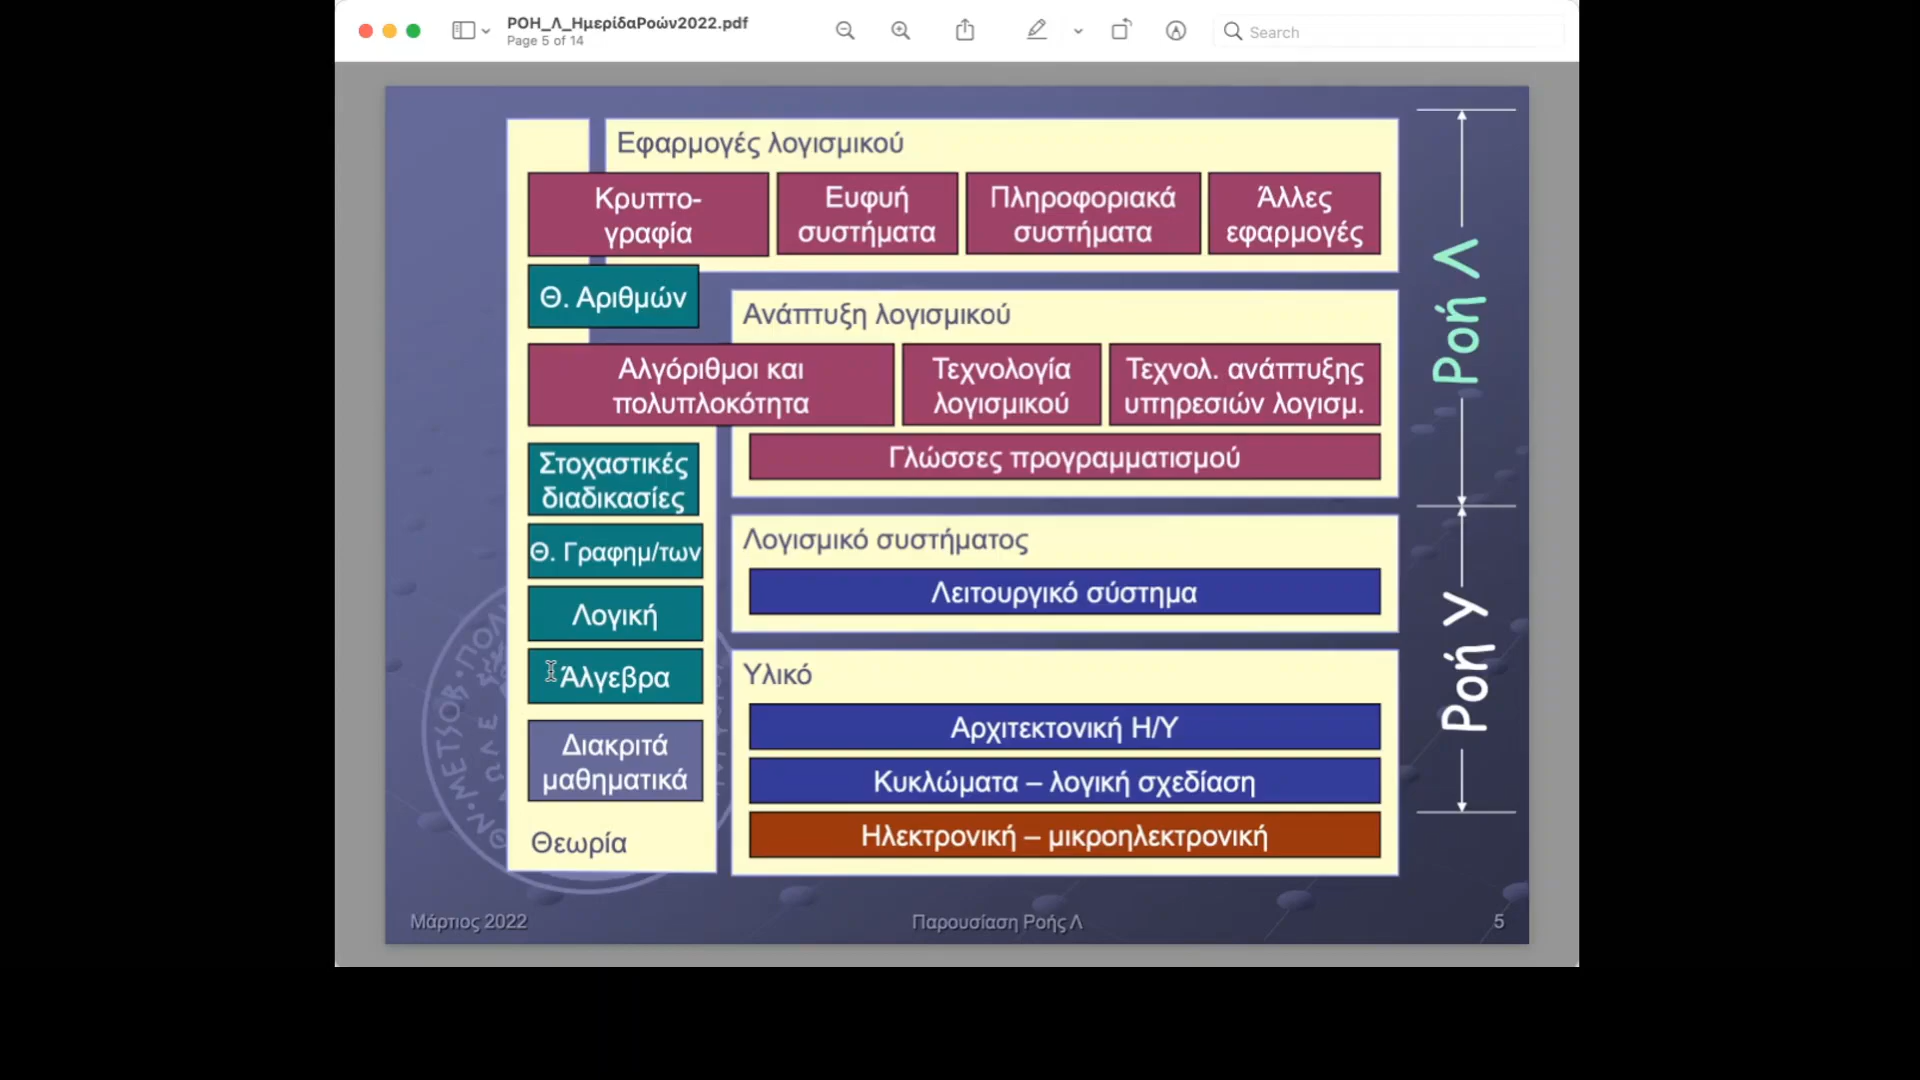 ΡΟΗ_Λ_ΗμερίδαΡοών2022.pdf
Page 5 of 14
Search
Εφαρμογές λογισμικού
Κρυπτο-
γραφία
Ευφυή
συστήματα
Πληροφοριακά
συστήματα
Άλλες
εφαρμογές
Θ. Αριθμών
Ανάπτυξη λογισμικού
Αλγόριθμοι και
πολυπλοκότητα
Τεχνολογία
λογισμικού
Τεχνολ. ανάπτυξης
υπηρεσιών λογισμ.
Γλώσσες προγραμματισμού
Στοχαστικές
διαδικασίες
Θ. Γραφημ/των
Λογική
Άλγεβρα
Διακριτά
μαθηματικά
Θεωρία
Λογισμικό συστήματος
Λειτουργικό σύστημα
Υλικό
Αρχιτεκτονική Η/Υ
Κυκλώματα – λογική σχεδίαση
Ηλεκτρονική – μικροηλεκτρονική
Ροή Λ
Ροή Υ
Μάρτιος 2022
Παρουσίαση Ροής Λ
5